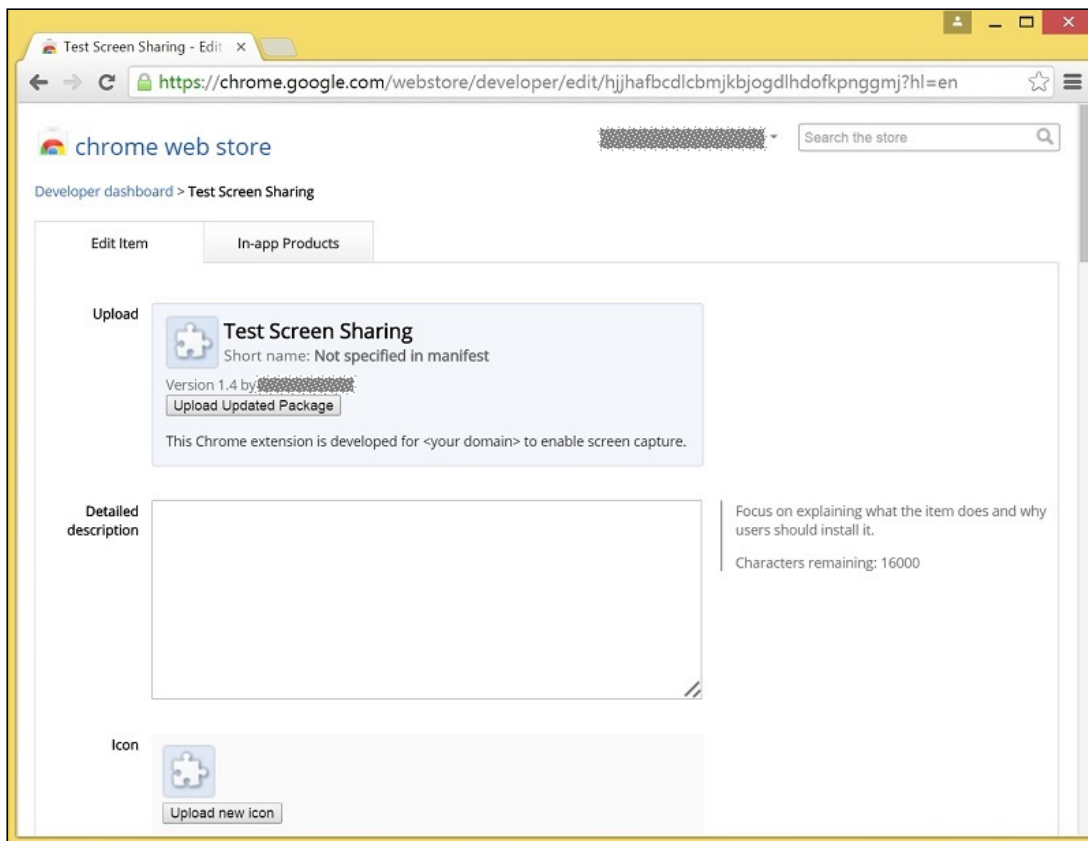 Test Screen Sharing - Edit
https://chrome.google.com/webstore/developer/edit/hjjhafbcdlcbmjkbjogdlhdofkpnggmj?hl=en
chrome web store
Search the store
Developer dashboard > Test Screen Sharing
Edit Item
In-app Products
Upload
Test Screen Sharing
Short name: Not specified in manifest
Version 1.4 by
Upload Updated Package
This Chrome extension is developed for <your domain> to enable screen capture.
Detailed
description
Focus on explaining what the item does and why
users should install it.
Characters remaining: 16000
Icon
Upload new icon